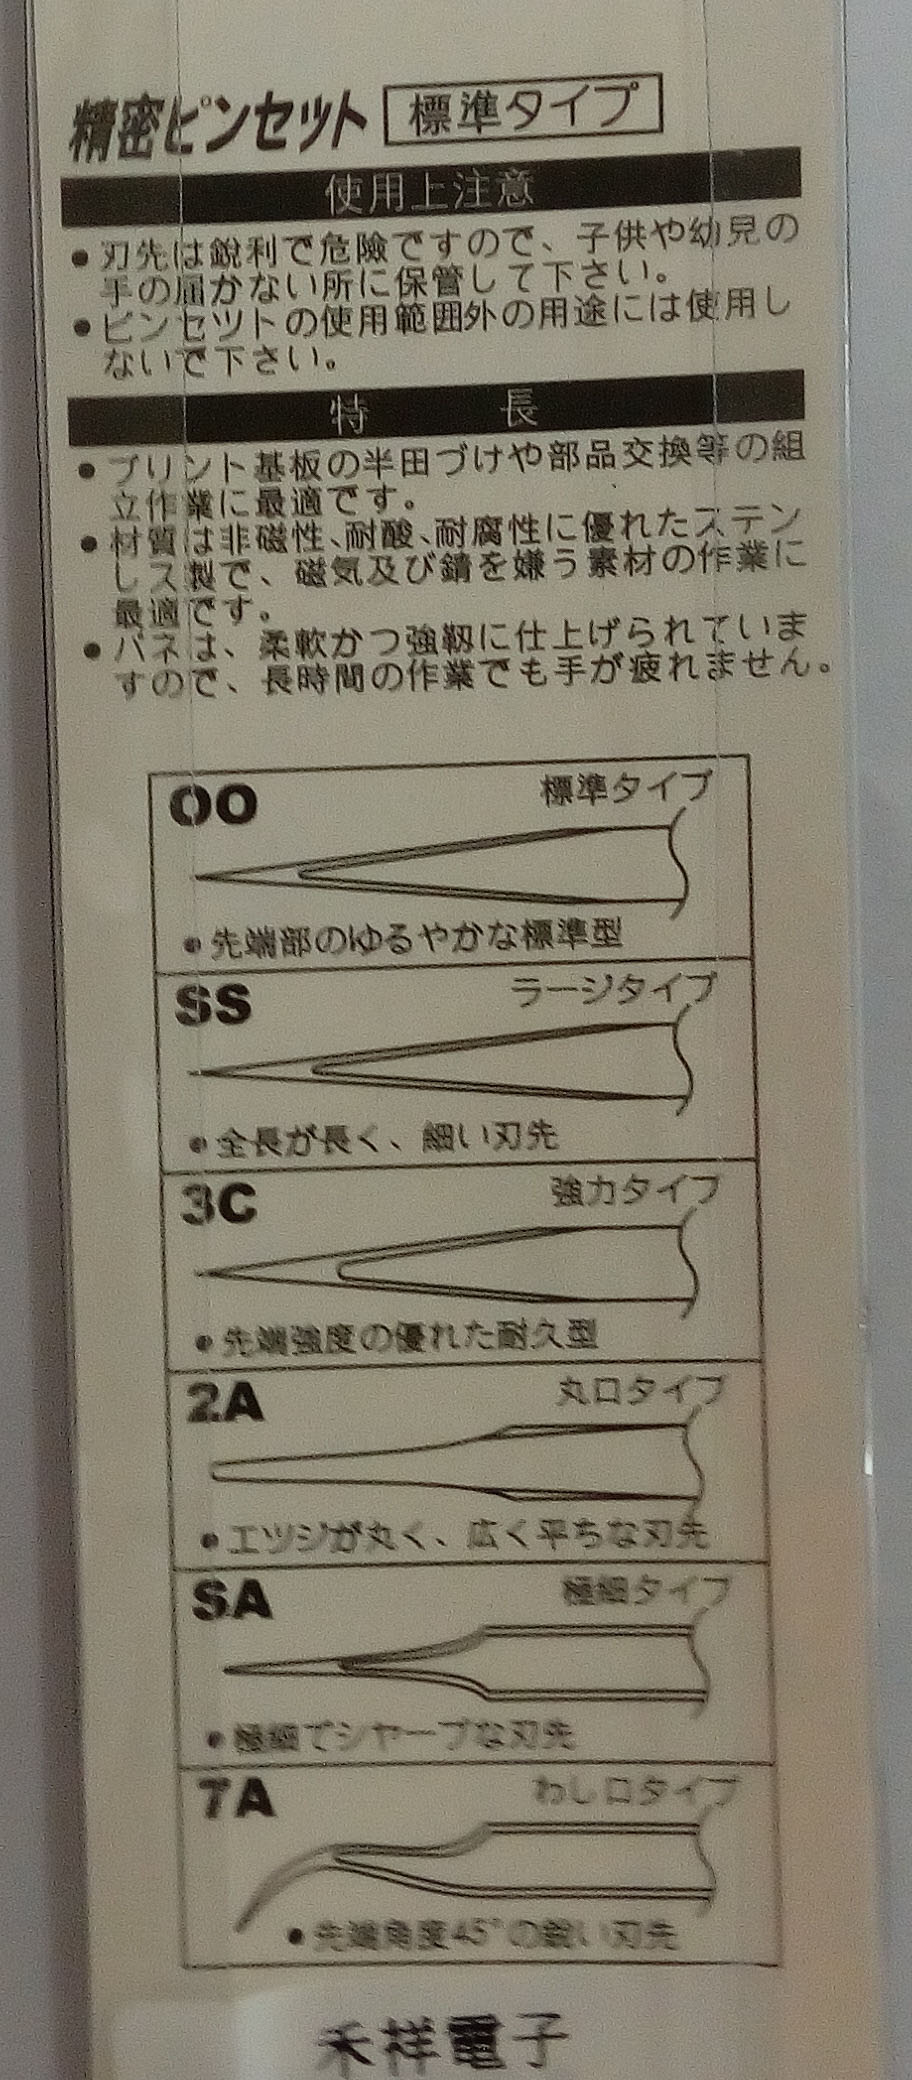 精密ピンセット 標準タイプ
使用上注意
●刃先は鋭利で危険ですので、子供や幼児の
手の届かない所に保管して下さい。
●ピンセツトの使用範囲外の用途には使用し
ないで下さい。
特 長
●プリント基板の半田づけや部品交換等の組
立作業に最適です。
●材質は非磁性、耐酸、耐腐性に優れたステン
レス製で、磁気及び錆を嫌う素材の作業に
最適です。
●バネは、柔軟かつ強靱に仕上げられていま
すので、長時間の作業でも手が疲れません。
OO 標準タイプ
●先端部のゆるやかな標準型
SS ラージタイプ
●全長が長く、細い刃先
3C 強力タイプ
●先端強度の優れた耐久型
2A 丸口タイプ
●エツジが丸く、広く平ちな刃先
SA 極細タイプ
●極細でシャープな刃先
7A わし口タイプ
●先端角度45°の鋭い刃先
禾祥電子